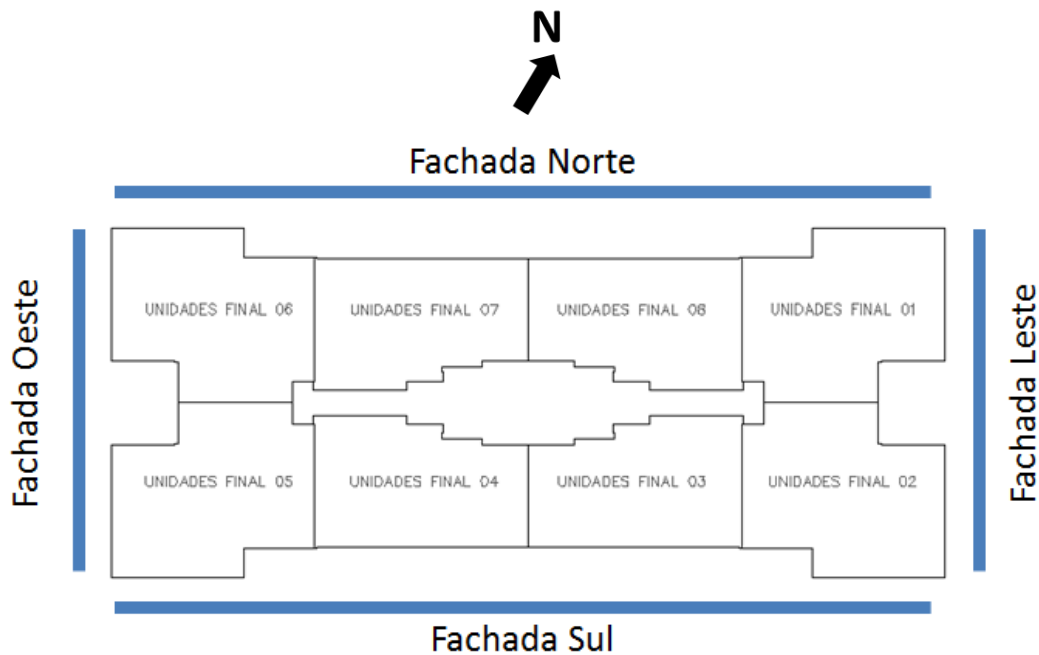 N
Fachada Norte
Fachada Oeste
UNIDADES FINAL 06
UNIDADES FINAL 07
UNIDADES FINAL 08
UNIDADES FINAL 01
Fachada Leste
UNIDADES FINAL 05
UNIDADES FINAL 04
UNIDADES FINAL 03
UNIDADES FINAL 02
Fachada Sul